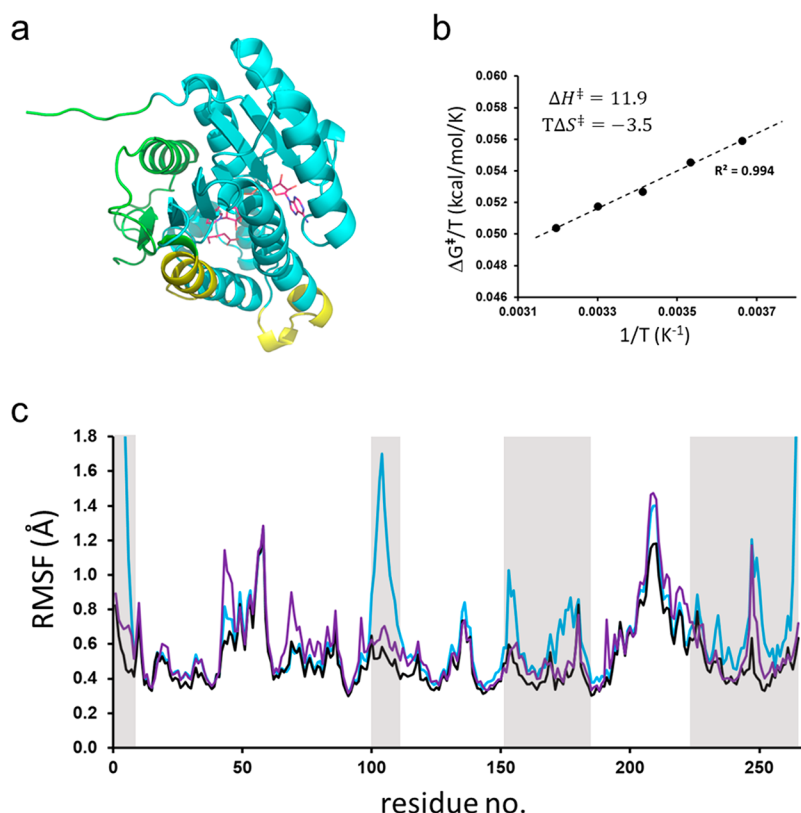 a
b
ΔH‡ = 11.9
TΔS‡ = −3.5
R² = 0.994
ΔG‡/T (kcal/mol/K)
0.060
0.058
0.056
0.054
0.052
0.050
0.048
0.046
0.0031 0.0033 0.0035 0.0037
1/T (K-1)
c
RMSF (Å)
1.8
1.6
1.4
1.2
1.0
0.8
0.6
0.4
0.2
0.0
0 50 100 150 200 250
residue no.